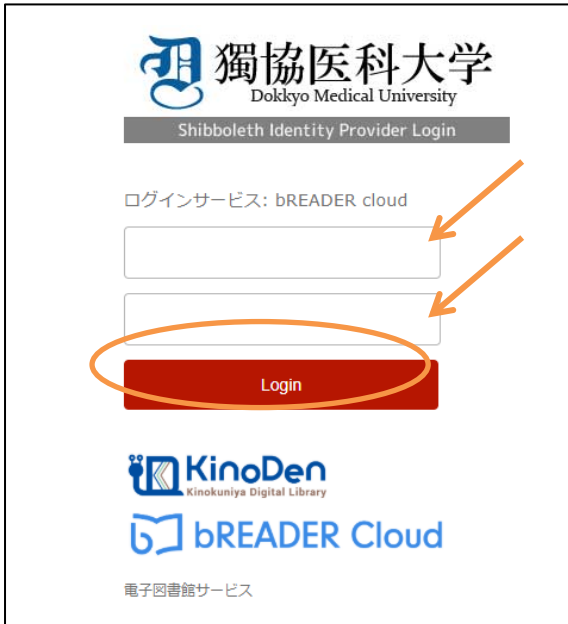 獨協医科大学
Dokkyo Medical University
Shibboleth Identity Provider Login
ログインサービス: bREADER cloud
Login
KinoDen
Kinokuniya Digital Library
bREADER Cloud
電子図書館サービス